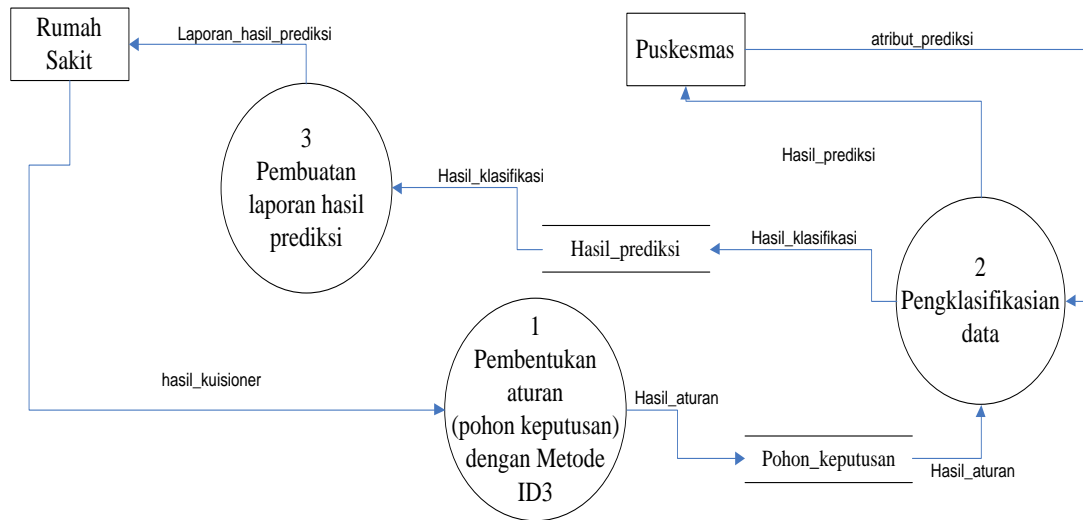 Rumah
Sakit
Laporan_hasil_prediksi
Puskesmas
atribut_prediksi
3
Pembuatan
laporan hasil
prediksi
Hasil_klasifikasi
Hasil_prediksi
Hasil_prediksi
Hasil_klasifikasi
2
Pengklasifikasian
data
hasil_kuisioner
1
Pembentukan
aturan
(pohon keputusan)
dengan Metode
ID3
Hasil_aturan
Pohon_keputusan
Hasil_aturan